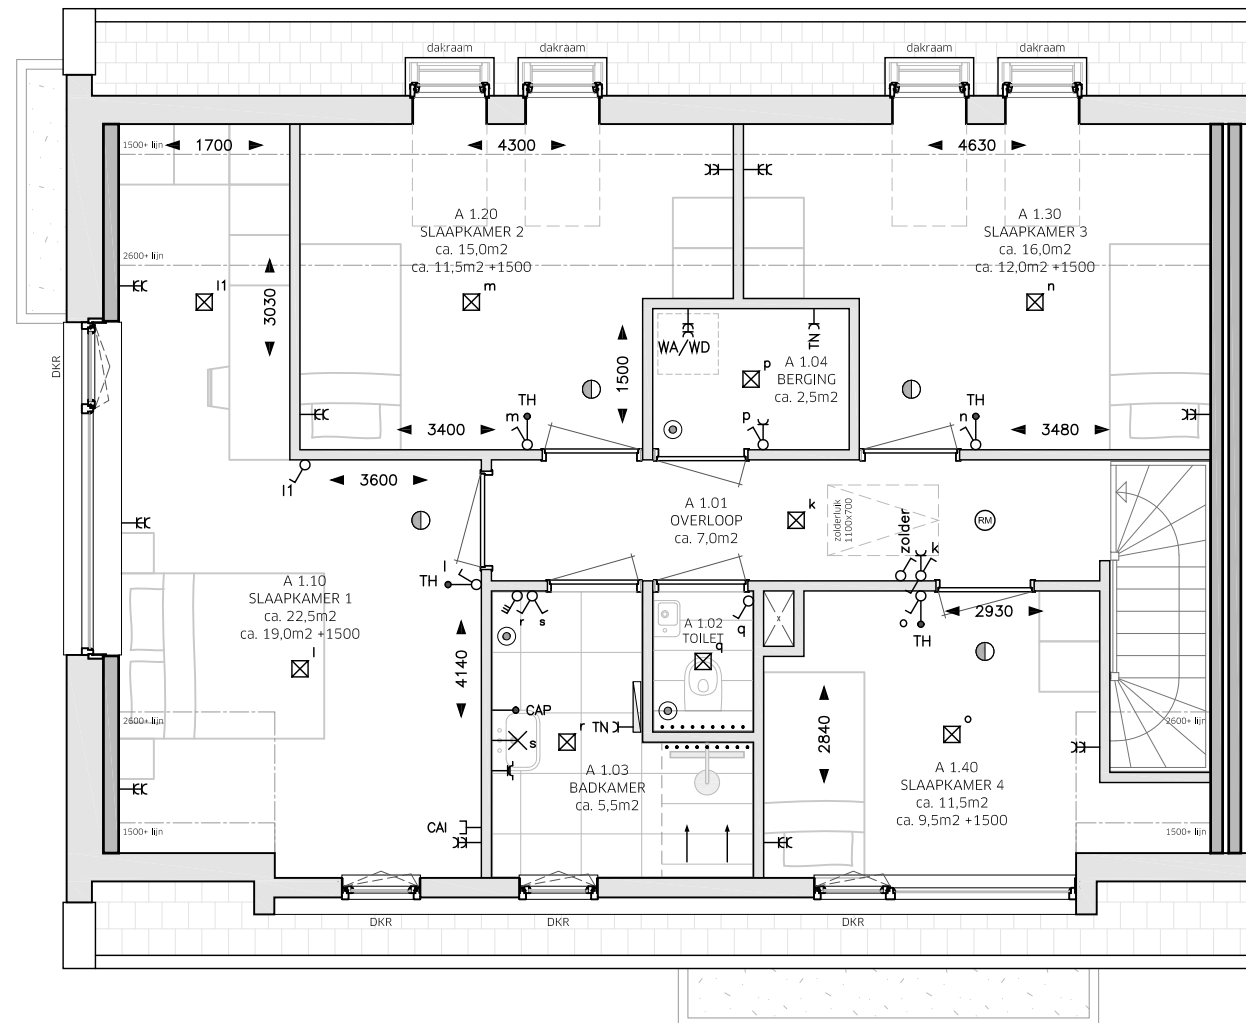 dakraam
dakraam
dakraam
dakraam
1500+ lijn
1700
4300
4630
A 1.20
SLAAPKAMER 2
ca. 15,0m2
ca. 11,5m2 +1500
A 1.30
SLAAPKAMER 3
ca. 16,0m2
ca. 12,0m2 +1500
2600+ lijn
l1
3030
m
n
DKR
1500
WA/WD
TN
p
A 1.04
BERGING
ca. 2,5m2
TH
m
p
TH
n
3400
3480
l1
3600
A 1.01
OVERLOOP
ca. 7,0m2
k
zolderluik
1100x700
zolder
k
RM
l
TH
A 1.10
SLAAPKAMER 1
ca. 22,5m2
ca. 19,0m2 +1500
l
r
s
A 1.02
TOILET
q
q
x
o
TH
2930
4140
CAP
s
r
TN
2840
o
2600+ lijn
2600+ lijn
A 1.03
BADKAMER
ca. 5,5m2
A 1.40
SLAAPKAMER 4
ca. 11,5m2
ca. 9,5m2 +1500
CAI
1500+ lijn
1500+ lijn
DKR
DKR
DKR